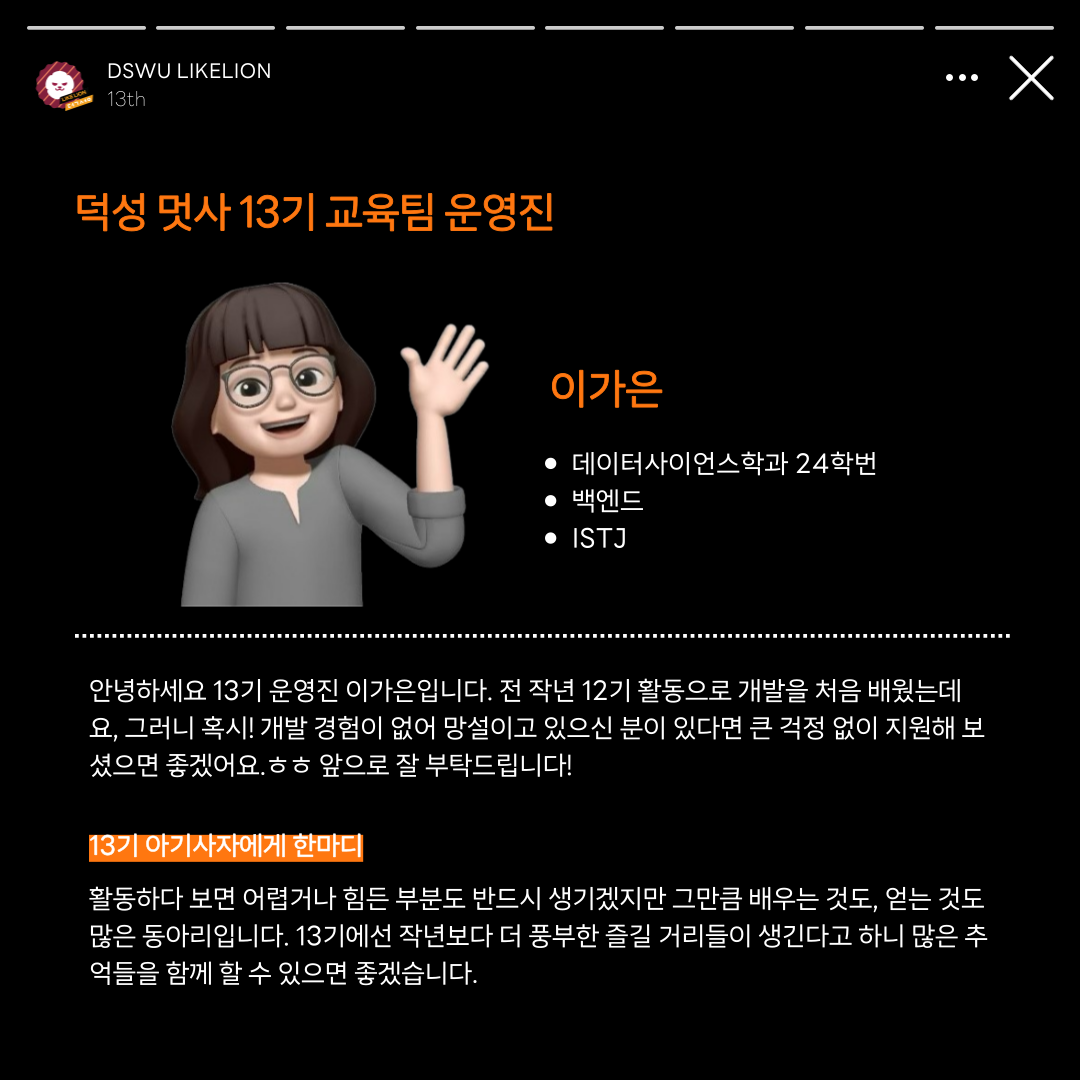 DSWU LIKELION
13th
덕성 멋사 13기 교육팀 운영진
이가은
데이터사이언스학과 24학번
백엔드
ISTJ
안녕하세요 13기 운영진 이가은입니다. 전 작년 12기 활동으로 개발을 처음 배웠는데
요, 그러니 혹시! 개발 경험이 없어 망설이고 있으신 분이 있다면 큰 걱정 없이 지원해 보
셨으면 좋겠어요.ㅎㅎ 앞으로 잘 부탁드립니다!
13기 아기사자에게 한마디
활동하다 보면 어렵거나 힘든 부분도 반드시 생기겠지만 그만큼 배우는 것도, 얻는 것도
많은 동아리입니다. 13기에선 작년보다 더 풍부한 즐길 거리들이 생긴다고 하니 많은 추
억들을 함께 할 수 있으면 좋겠습니다.